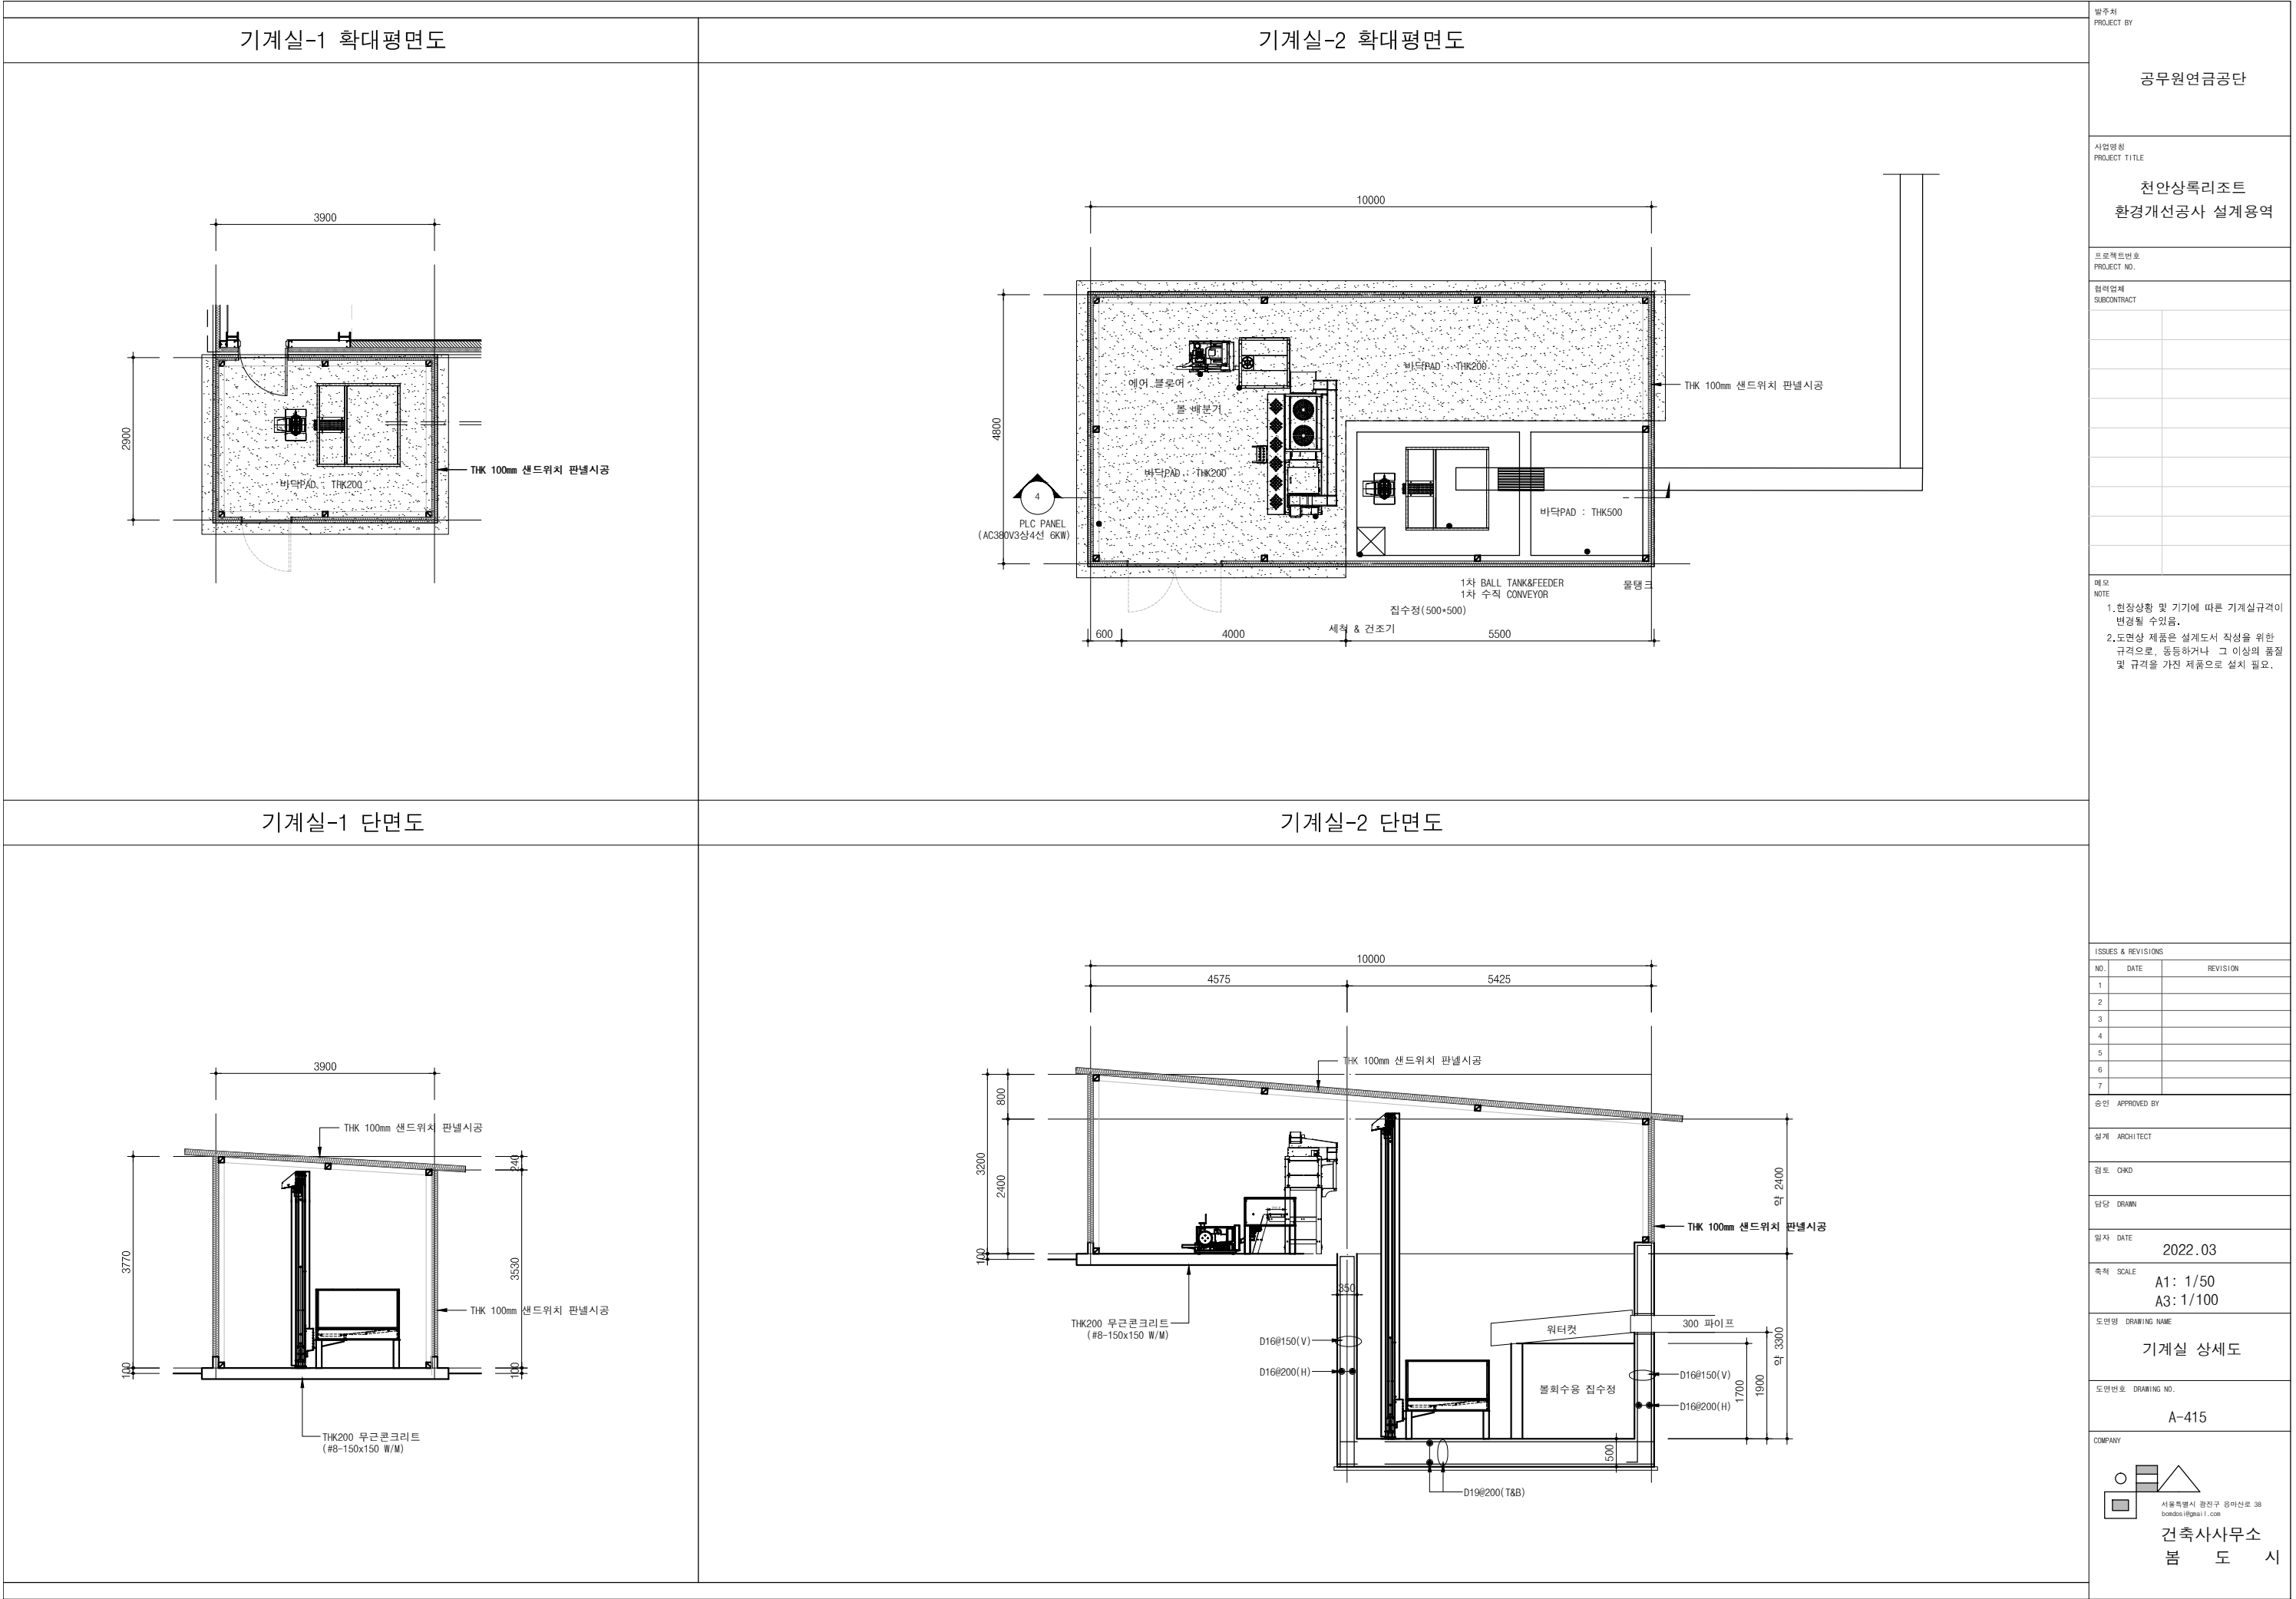 기계실-1 확대평면도
3900
2900
THK 100mm 샌드위치 판넬시공
바닥PAD : THK200
기계실-2 확대평면도
10000
4800
에어 블로어
볼 배분기
바닥PAD : THK200
THK 100mm 샌드위치 판넬시공
바닥PAD : THK200
4
PLC PANEL
(AC380V3상4선 6KW)
바닥PAD : THK500
1차 BALL TANK&FEEDER
1차 수직 CONVEYOR
물탱크
집수정(500*500)
세척 & 건조기
600
4000
5500
기계실-1 단면도
3900
THK 100mm 샌드위치 판넬시공
240
3770
3530
THK 100mm 샌드위치 판넬시공
100
100
THK200 무근콘크리트
(#8-150x150 W/M)
기계실-2 단면도
10000
4575
5425
THK 100mm 샌드위치 판넬시공
800
3200
2400
약 2400
THK 100mm 샌드위치 판넬시공
100
350
THK200 무근콘크리트
(#8-150x150 W/M)
워터컷
300 파이프
D16@150(V)
D16@200(H)
약 3300
볼회수용 집수정
D16@150(V)
D16@200(H)
1700
1900
500
D19@200(T&B)
발주처
PROJECT BY
공무원연금공단
사업명칭
PROJECT TITLE
천안상록리조트
환경개선공사 설계용역
프로젝트번호
PROJECT NO.
협력업체
SUBCONTRACT
메모
NOTE
1.현장상황 및 기기에 따른 기계실규격이
변경될 수있음.
2.도면상 제품은 설계도서 작성을 위한
규격으로, 동등하거나 그 이상의 품질
및 규격을 가진 제품으로 설치 필요.
ISSUES & REVISIONS
NO. DATE REVISION
1
2
3
4
5
6
7
승인 APPROVED BY
설계 ARCHITECT
검토 CHKD
담당 DRAWN
일자 DATE
2022.03
축척 SCALE
A1: 1/50
A3: 1/100
도면명 DRAWING NAME
기계실 상세도
도면번호 DRAWING NO.
A-415
COMPANY
서울특별시 광진구 용마산로 38
bomdosi@gmail.com
건축사사무소
봄 도 시